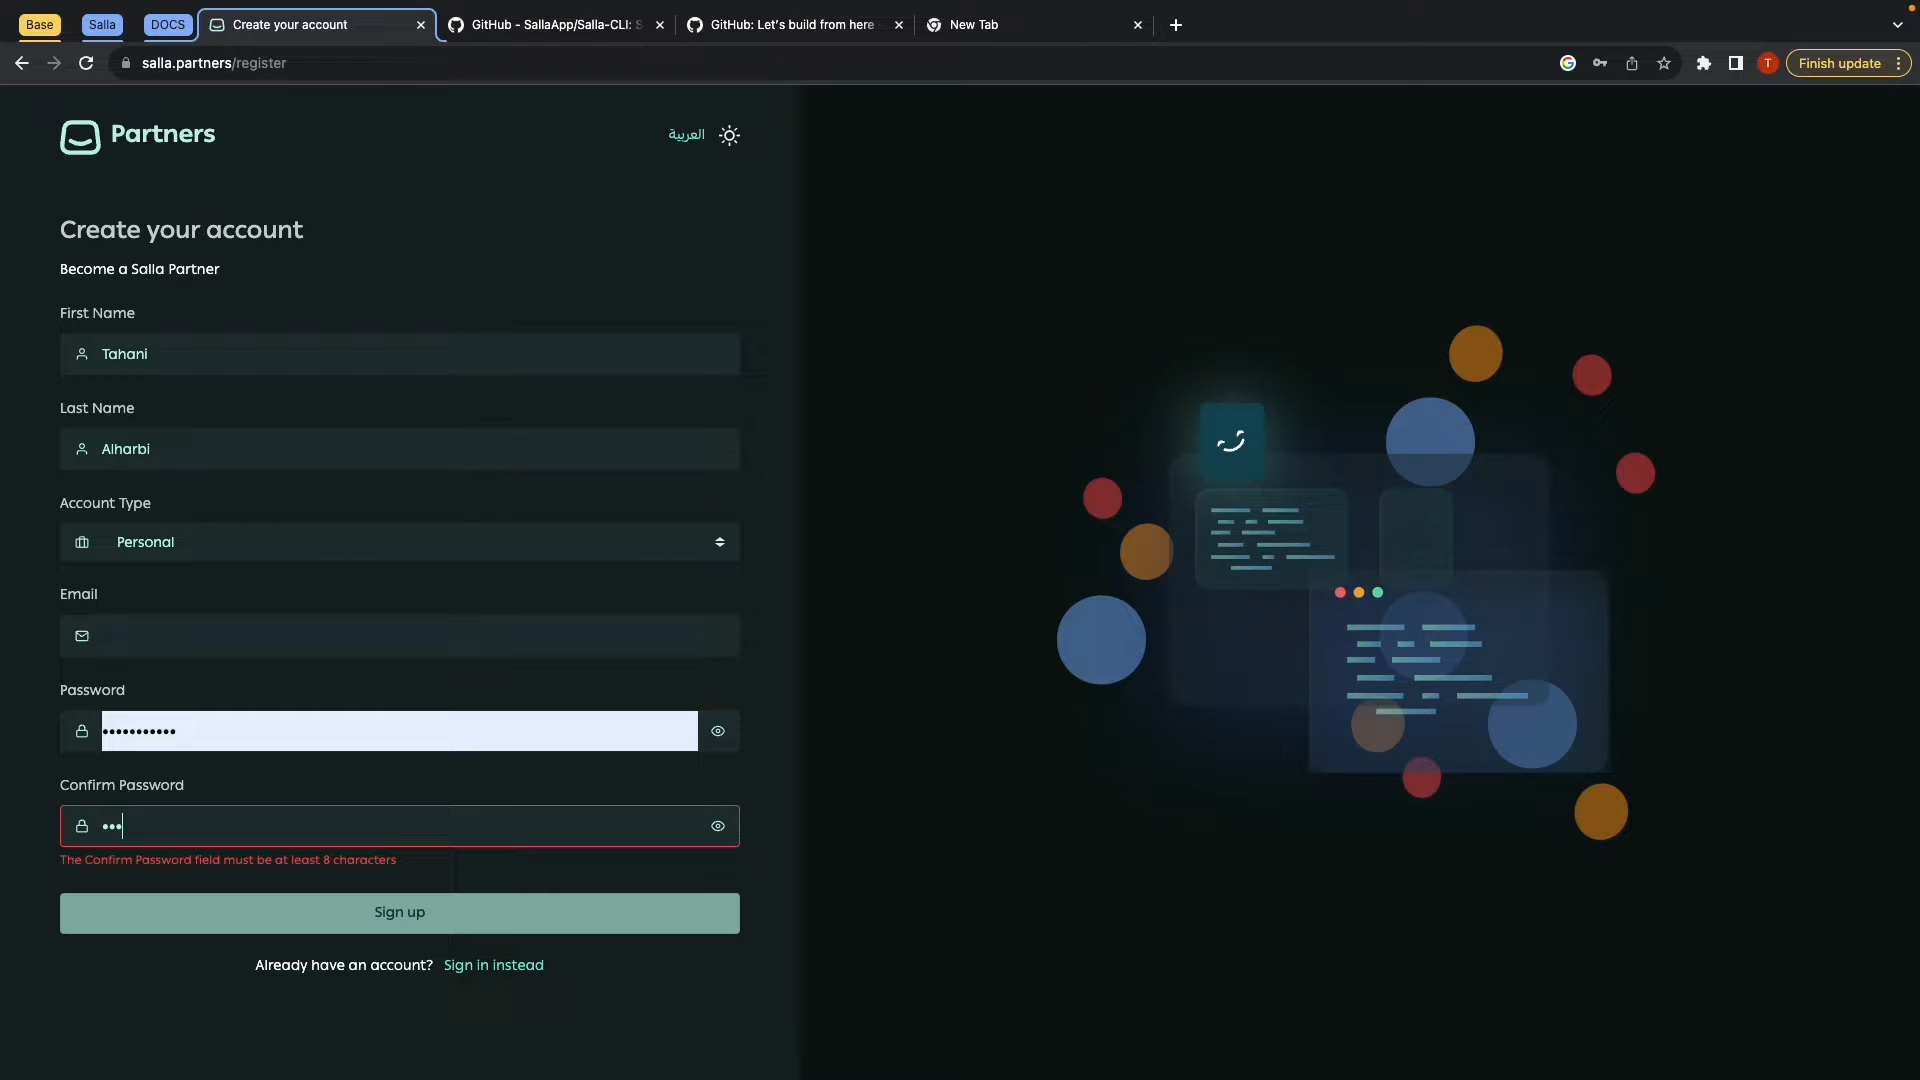 Base
Salla
DOCS
Create your account
GitHub - SallaApp/Salla-CLI: S
GitHub: Let's build from here
New Tab
salla.partners/register
T
Finish update
Partners
العربية
Create your account
Become a Salla Partner
First Name
Tahani
Last Name
Alharbi
Account Type
Personal
Email
Password
•••••••••••
Confirm Password
•••
The Confirm Password field must be at least 8 characters
Sign up
Already have an account? Sign in instead